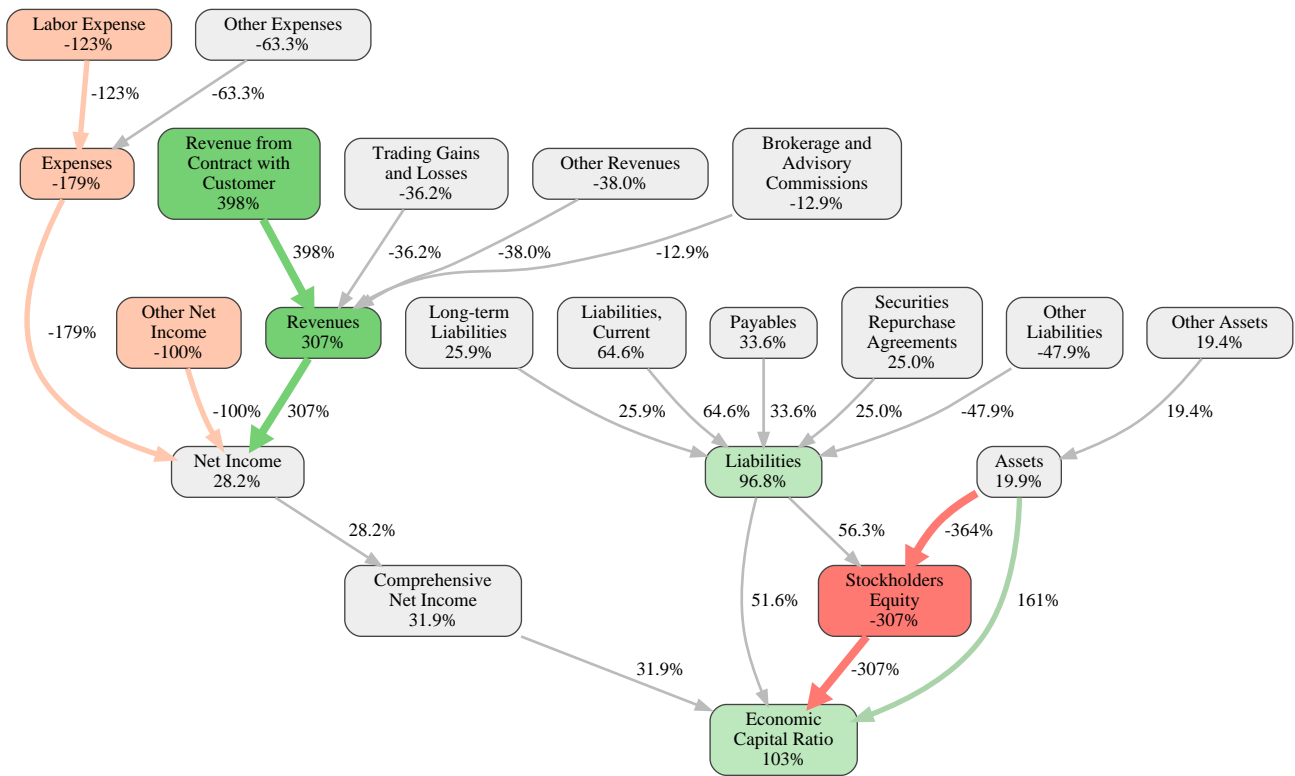 Labor Expense
-123%
Other Expenses
-63.3%
-123%
-63.3%
Expenses
-179%
Revenue from
Contract with
Customer
398%
Trading Gains
and Losses
-36.2%
Other Revenues
-38.0%
Brokerage and
Advisory
Commissions
-12.9%
398%
-36.2%
-38.0%
-12.9%
-179%
Other Net
Income
-100%
Revenues
307%
Long-term
Liabilities
25.9%
Liabilities,
Current
64.6%
Payables
33.6%
Securities
Repurchase
Agreements
25.0%
Other
Liabilities
-47.9%
Other Assets
19.4%
-100%
307%
25.9%
64.6%
33.6%
25.0%
-47.9%
19.4%
Net Income
28.2%
Liabilities
96.8%
Assets
19.9%
28.2%
56.3%
-364%
Comprehensive
Net Income
31.9%
51.6%
Stockholders
Equity
-307%
161%
31.9%
-307%
Economic
Capital Ratio
103%